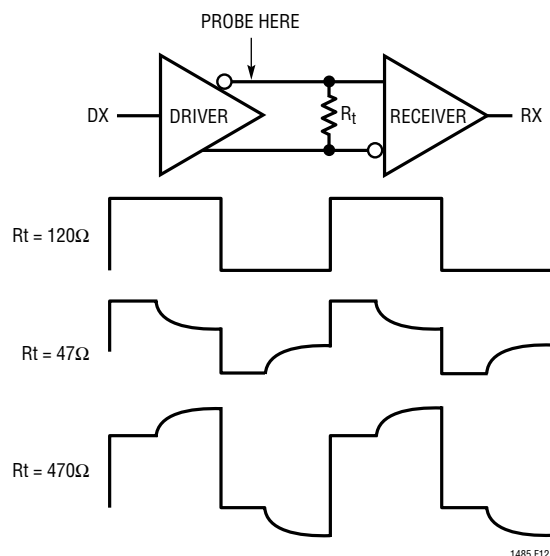 PROBE HERE
DX DRIVER Rt RECEIVER RX
Rt = 120Ω
Rt = 47Ω
Rt = 470Ω
1485 F12